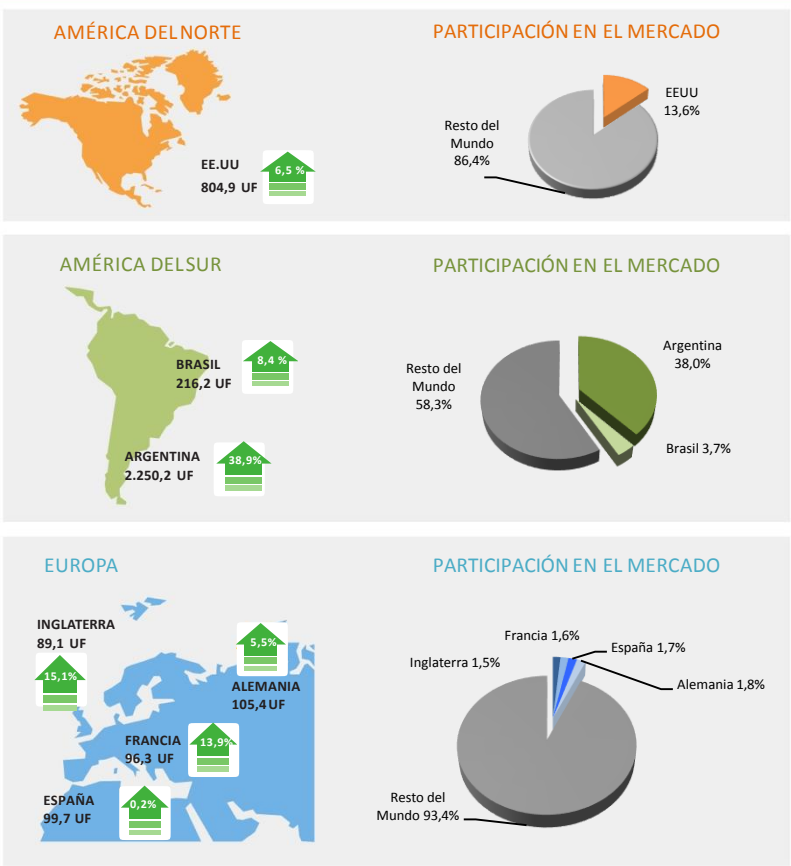 AMÉRICA DEL NORTE
PARTICIPACIÓN EN EL MERCADO
EE.UU
804,9 UF
6,5 %
EEUU
13,6%
Resto del
Mundo
86,4%
AMÉRICA DEL SUR
PARTICIPACIÓN EN EL MERCADO
BRASIL
216,2 UF
8,4 %
ARGENTINA
2.250,2 UF
38,9%
Argentina
38,0%
Resto del
Mundo
58,3%
Brasil 3,7%
EUROPA
PARTICIPACIÓN EN EL MERCADO
INGLATERRA
89,1 UF
15,1%
5,5%
ALEMANIA
105,4 UF
FRANCIA
96,3 UF
13,9%
ESPAÑA
99,7 UF
0,2%
Francia 1,6%
España 1,7%
Inglaterra 1,5%
Alemania 1,8%
Resto del
Mundo 93,4%